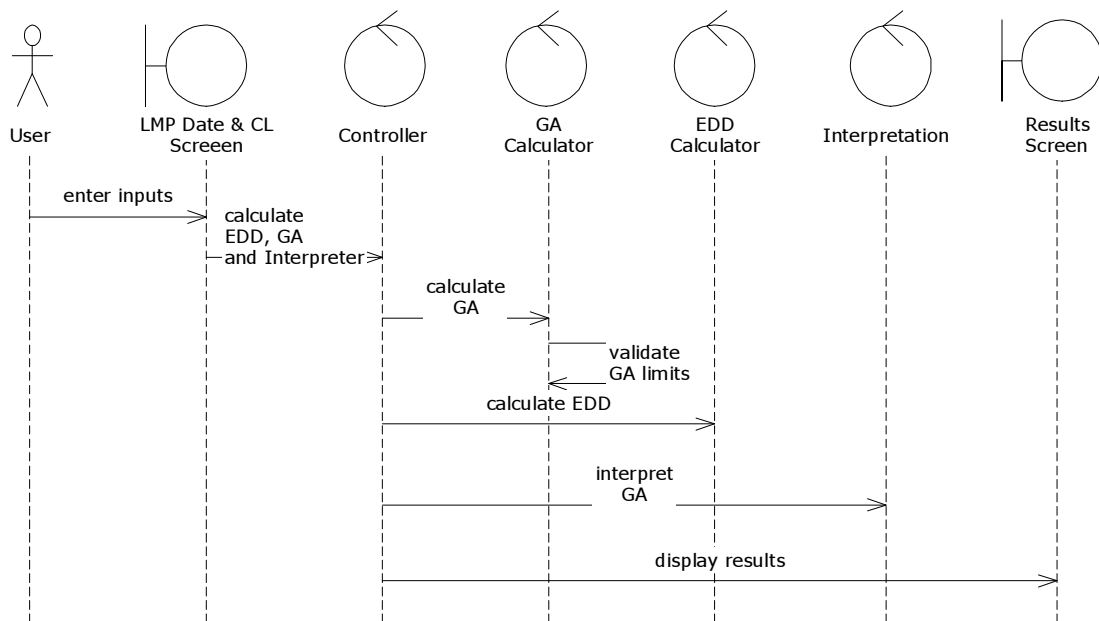 User
LMP Date & CL
Screeen
Controller
GA
Calculator
EDD
Calculator
Interpretation
Results
Screen
enter inputs
calculate
EDD, GA
and Interpreter
calculate
GA
validate
GA limits
calculate EDD
interpret
GA
display results